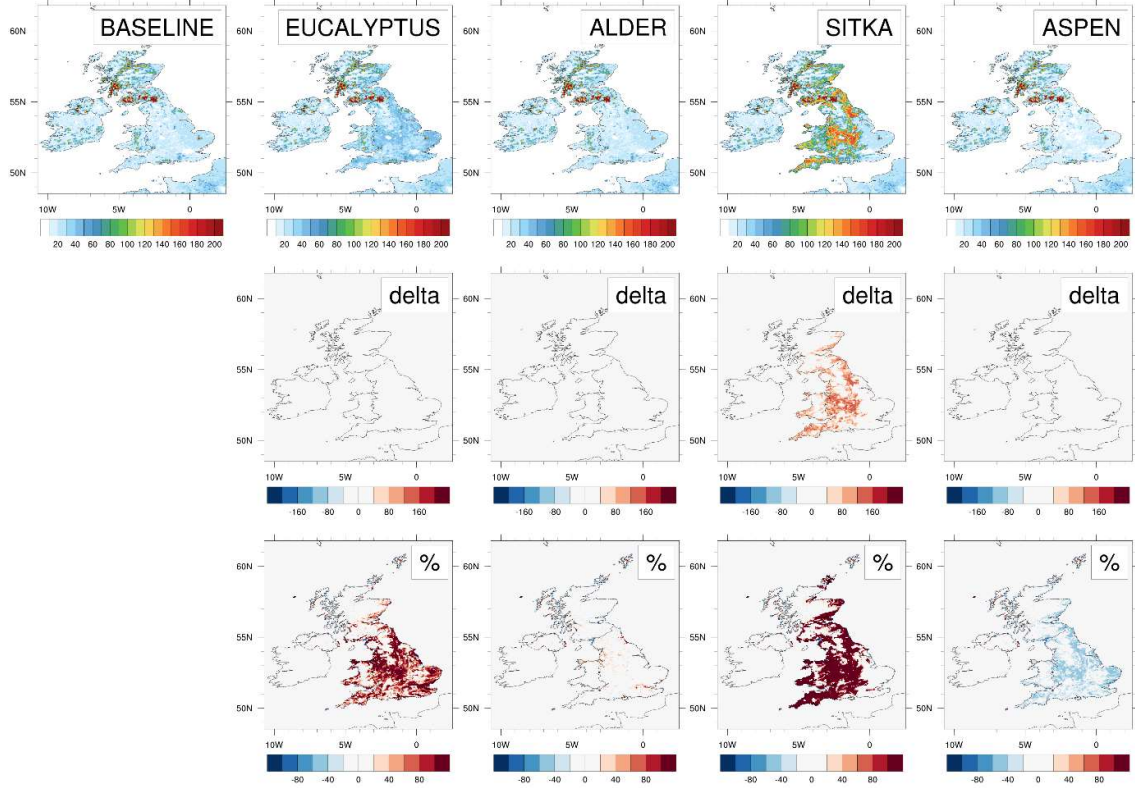 BASELINE EUCALYPTUS ALDER SITKA ASPEN
60N 60N 60N 60N 60N
55N 55N 55N 55N 55N
50N 50N 50N 50N 50N
10W 5W 0 10W 5W 0 10W 5W 0 10W 5W 0 10W 5W 0
20 40 60 80 100 120 140 160 180 200 20 40 60 80 100 120 140 160 180 200 20 40 60 80 100 120 140 160 180 200 20 40 60 80 100 120 140 160 180 200 20 40 60 80 100 120 140 160 180 200
delta delta delta delta
60N 60N 60N 60N
55N 55N 55N 55N
50N 50N 50N 50N
10W 5W 0 10W 5W 0 10W 5W 0 10W 5W 0
-160 -80 0 80 160 -160 -80 0 80 160 -160 -80 0 80 160 -160 -80 0 80 160
% % % %
60N 60N 60N 60N
55N 55N 55N 55N
50N 50N 50N 50N
10W 5W 0 10W 5W 0 10W 5W 0 10W 5W 0
-80 -40 0 20 40 80 -80 -40 0 20 40 80 -80 -40 0 20 40 80 -80 -40 0 20 60 80